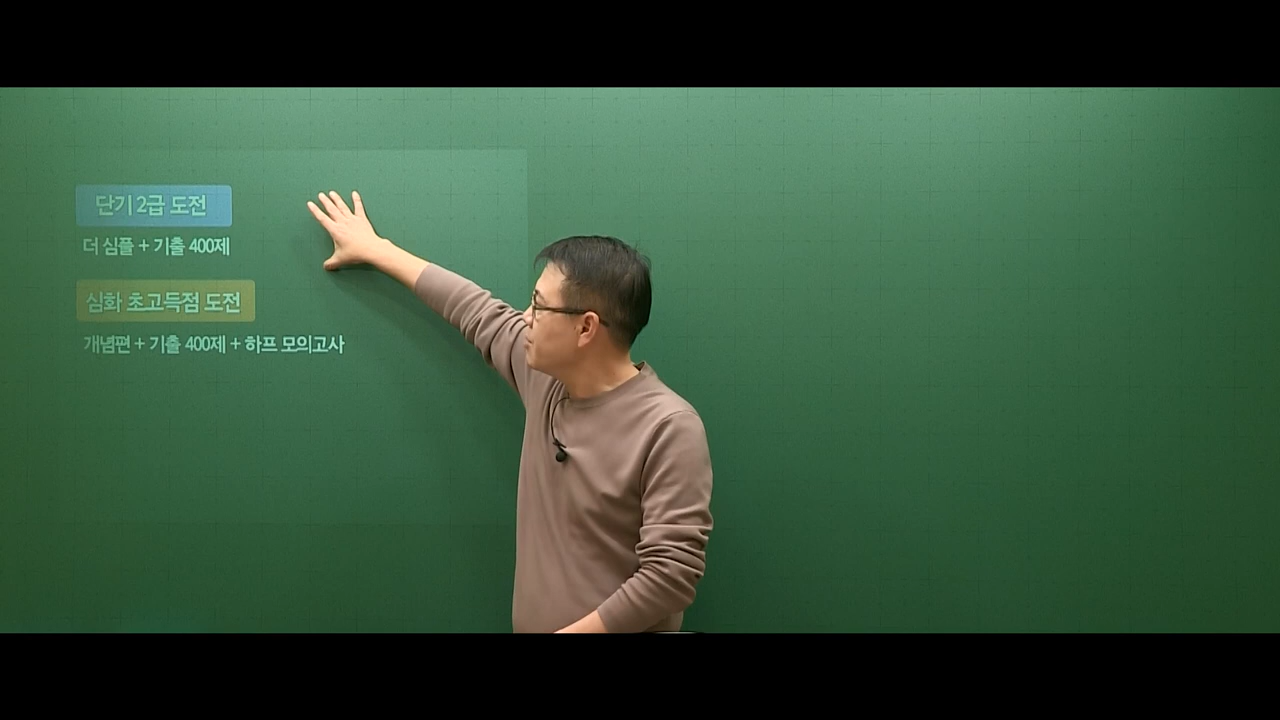 단기 2급 도전
더 심플 + 기출 400제
심화 초고득점 도전
개념편 + 기출 400제 + 하프 모의고사